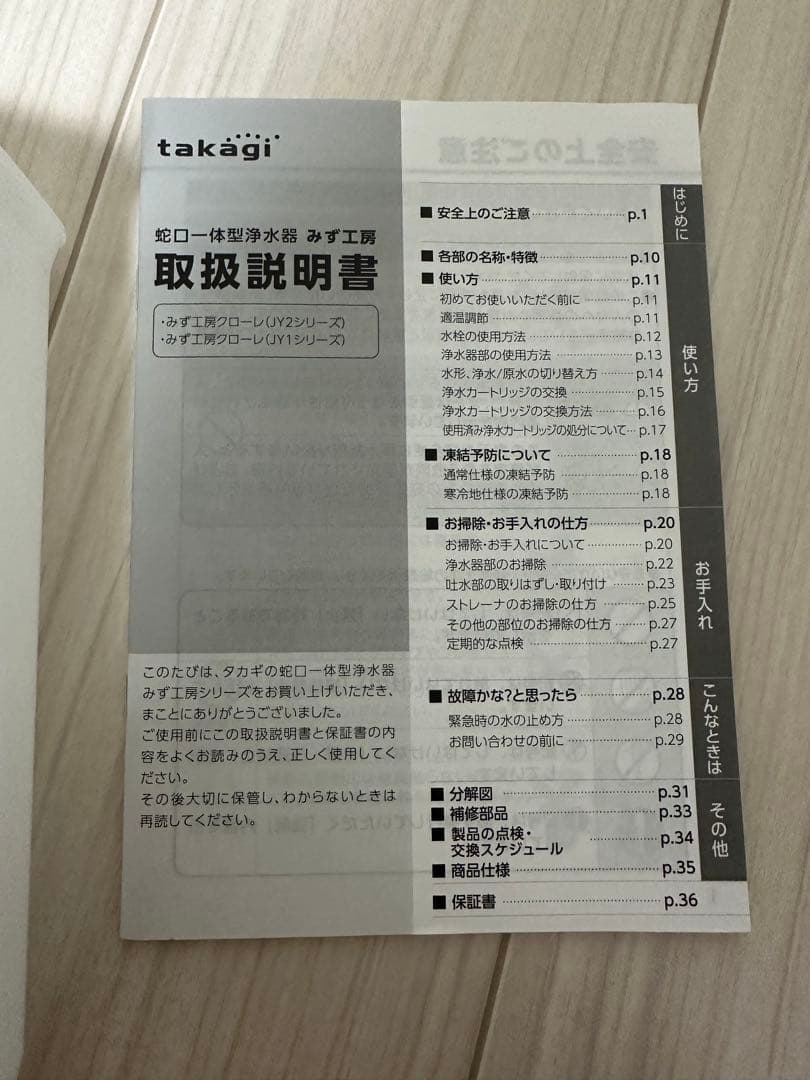 takagi
蛇口一体型浄水器 みず工房
取扱説明書
・みず工房クローレ(JY2シリーズ)
・みず工房クローレ(JY1シリーズ)
このたびは、タカギの蛇口一体型浄水器
みず工房シリーズをお買い上げいただき、
まことにありがとうございました。
ご使用前にこの取扱説明書と保証書の内
容をよくお読みのうえ、正しく使用してく
ださい。
その後大切に保管し、わからないときは
再読してください。
安全上のご注意
はじめに
■ 安全上のご注意 p.1
使い方
■ 各部の名称・特徴 p.10
■ 使い方 p.11
初めてお使いいただく前に p.11
適温調節 p.11
水栓の使用方法 p.12
浄水器部の使用方法 p.13
水形、浄水/原水の切り替え方 p.14
浄水カートリッジの交換 p.15
浄水カートリッジの交換方法 p.16
使用済み浄水カートリッジの処分について p.17
■ 凍結予防について p.18
通常仕様の凍結予防 p.18
寒冷地仕様の凍結予防 p.18
お手入れ
■ お掃除・お手入れの仕方 p.20
お掃除・お手入れについて p.20
浄水器部のお掃除 p.22
吐水部の取りはずし・取り付け p.23
ストレーナのお掃除の仕方 p.25
その他の部位のお掃除の仕方 p.27
定期的な点検 p.27
こんなときは
■ 故障かな?と思ったら p.28
緊急時の水の止め方 p.28
お問い合わせの前に p.29
その他
■ 分解図 p.31
■ 補修部品 p.33
■ 製品の点検・
交換スケジュール p.34
■ 商品仕様 p.35
■ 保証書 p.36